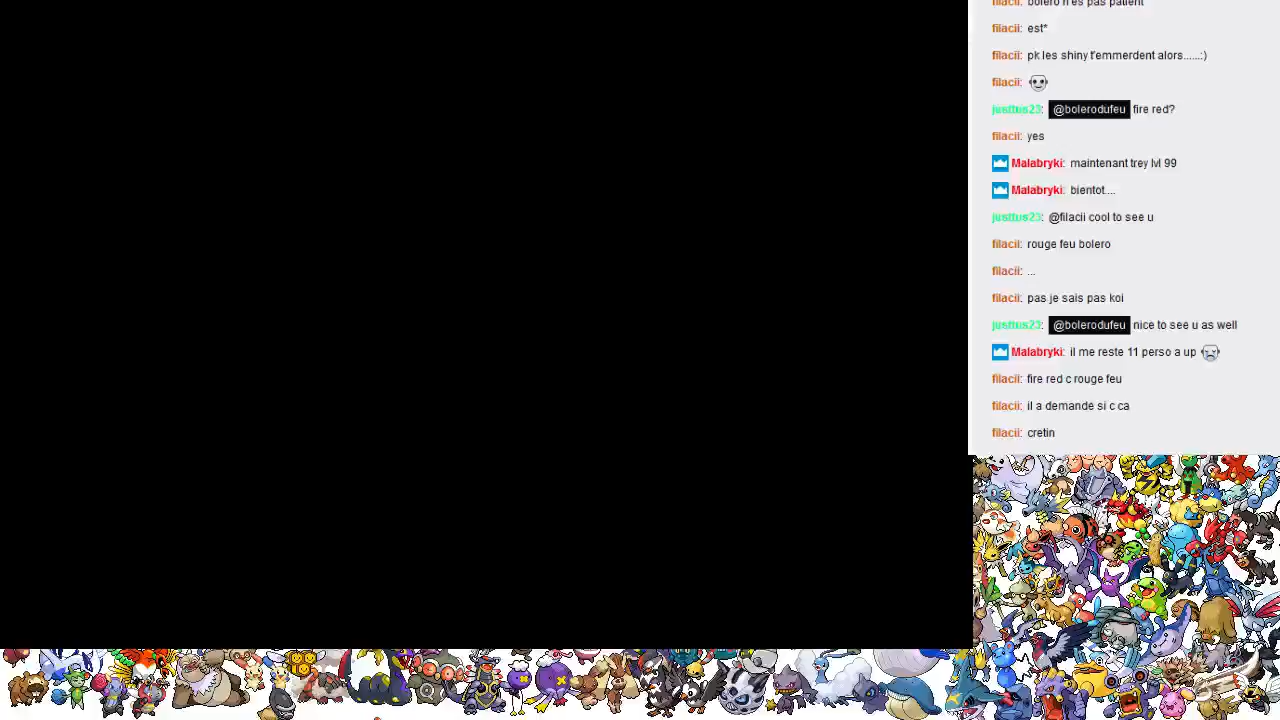 filacii: bolero n'es pas patient
filacii: est*
filacii: pk les shiny t'emmerdent alors......:)
filacii:
justtus23: @bolerodufeu fire red?
filacii: yes
Malabryki: maintenant trey lvl 99
Malabryki: bientot....
justtus23: @filacii cool to see u
filacii: rouge feu bolero
filacii: ...
filacii: pas je sais pas koi
justtus23: @bolerodufeu nice to see u as well
Malabryki: il me reste 11 perso a up
filacii: fire red c rouge feu
filacii: il a demande si c ca
filacii: cretin